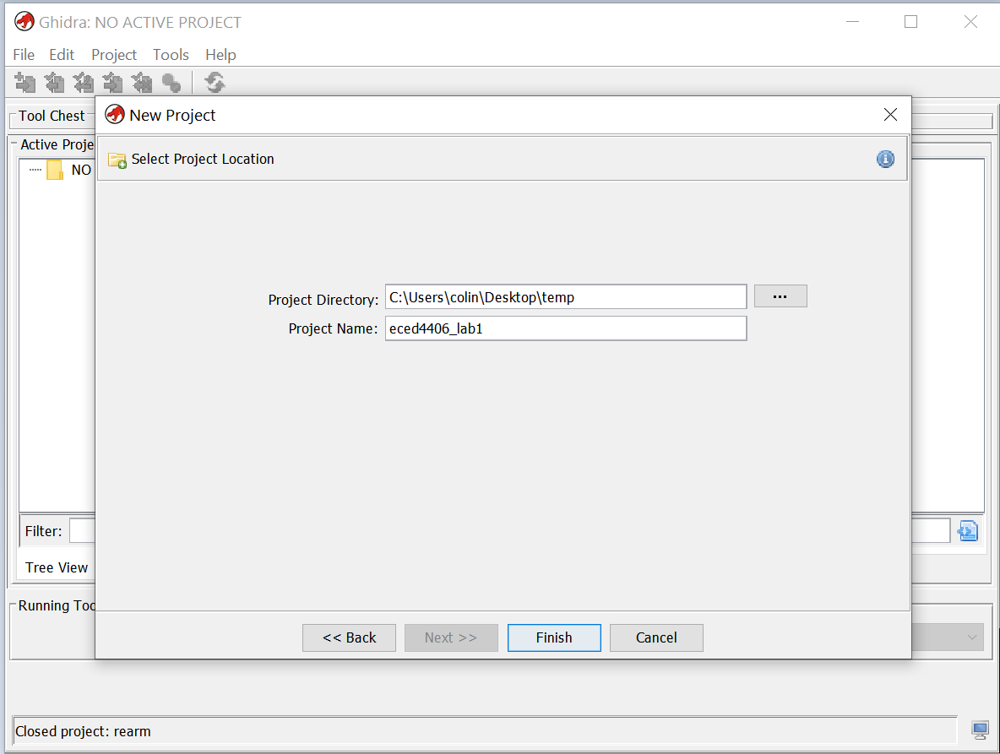 Ghidra: NO ACTIVE PROJECT
File Edit Project Tools Help
Tool Chest
New Project
Active Proje
Select Project Location
NO
Project Directory: C:\Users\colin\Desktop\temp ...
Project Name: eced4406_lab1
Filter:
Tree View
Running Too
<< Back Next >> Finish Cancel
Closed project: rearm